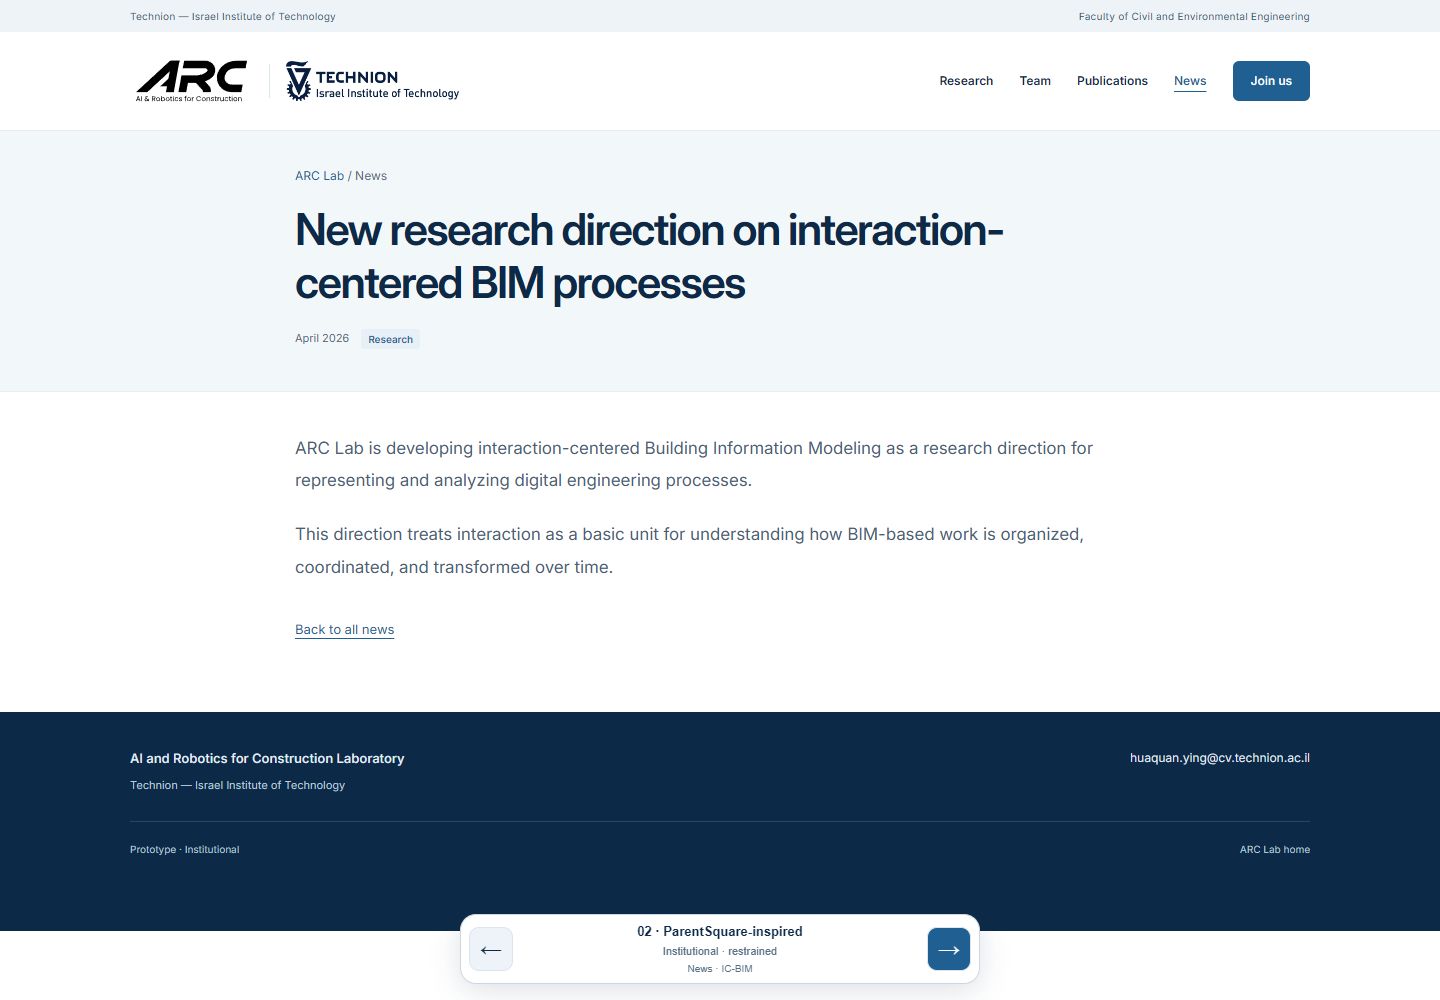 Technion — Israel Institute of Technology
Faculty of Civil and Environmental Engineering
ARC
AI & Robotics for Construction
TECHNION
Israel Institute of Technology
Research
Team
Publications
News
Join us
ARC Lab / News
New research direction on interaction-
centered BIM processes
April 2026
Research
ARC Lab is developing interaction-centered Building Information Modeling as a research direction for
representing and analyzing digital engineering processes.
This direction treats interaction as a basic unit for understanding how BIM-based work is organized,
coordinated, and transformed over time.
Back to all news
AI and Robotics for Construction Laboratory
huaquan.ying@cv.technion.ac.il
Technion — Israel Institute of Technology
Prototype · Institutional
ARC Lab home
←
02 · ParentSquare-inspired
Institutional · restrained
News · IC-BIM
→